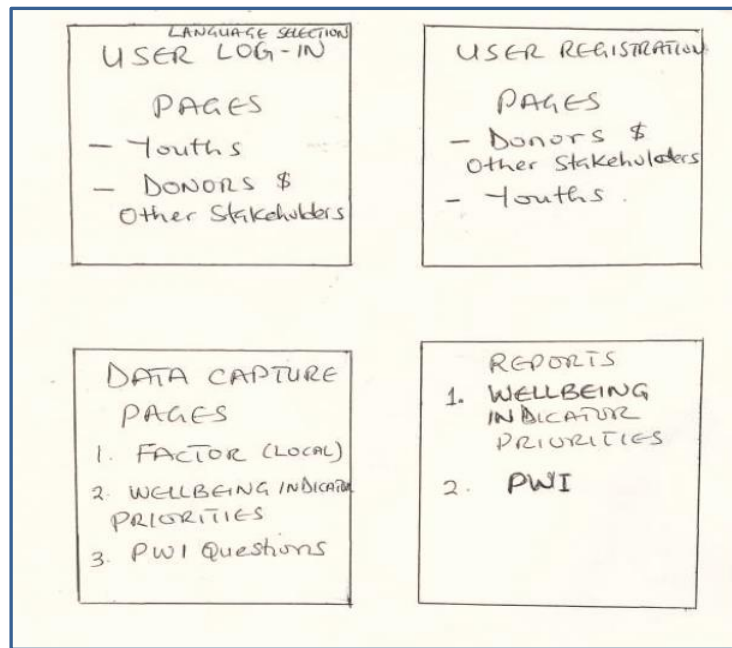 LANGUAGE SELECTION
USER LOG-IN
PAGES
- Youths
- DONORS $
Other Stakeholders
USER REGISTRATION
PAGES
- Donors $
Other Stakeholders
- Youths.
DATA CAPTURE
PAGES
1. FACTOR (LOCAL)
2. WELLBEING INDICATOR
PRIORITIES
3. PWI Questions
REPORTS
1. WELLBEING
INDICATOR
PRIORITIES
2. PWI